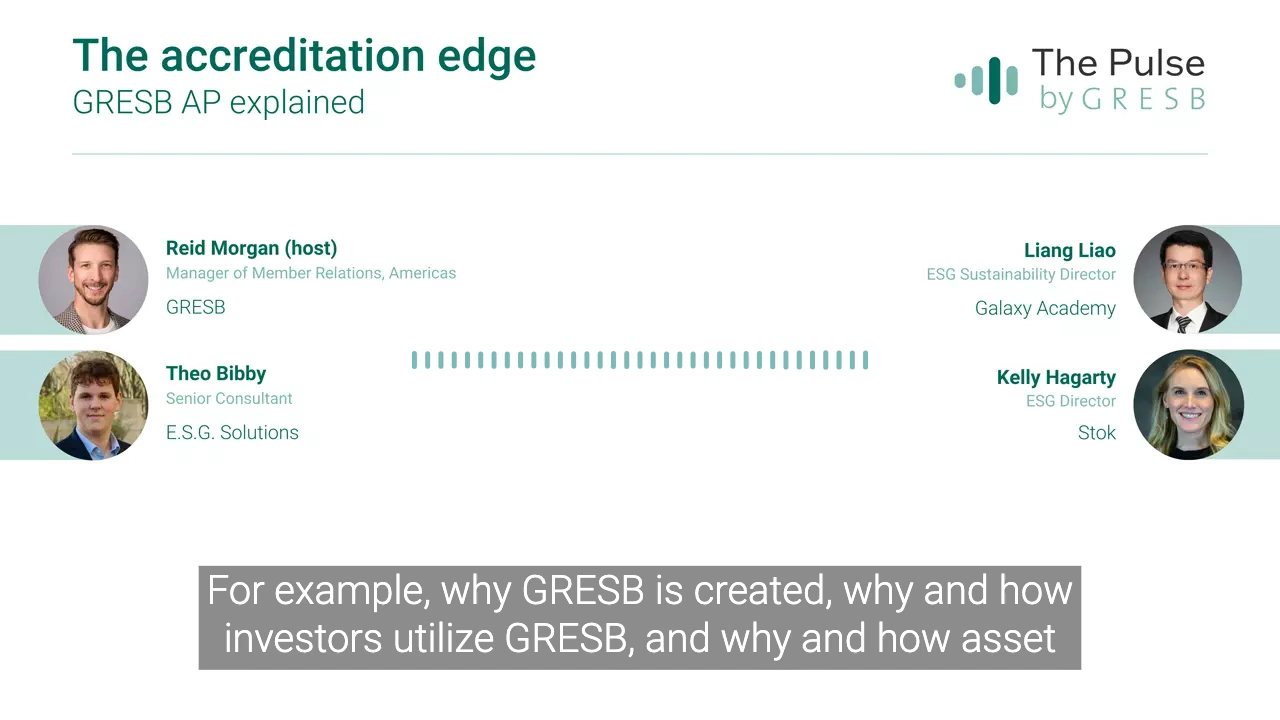 The accreditation edge
GRESB AP explained
The Pulse
by GRESB
Reid Morgan (host)
Manager of Member Relations, Americas
GRESB
Theo Bibby
Senior Consultant
E.S.G. Solutions
Liang Liao
ESG Sustainability Director
Galaxy Academy
Kelly Hagarty
ESG Director
Stok
For example, why GRESB is created, why and how
investors utilize GRESB, and why and how asset